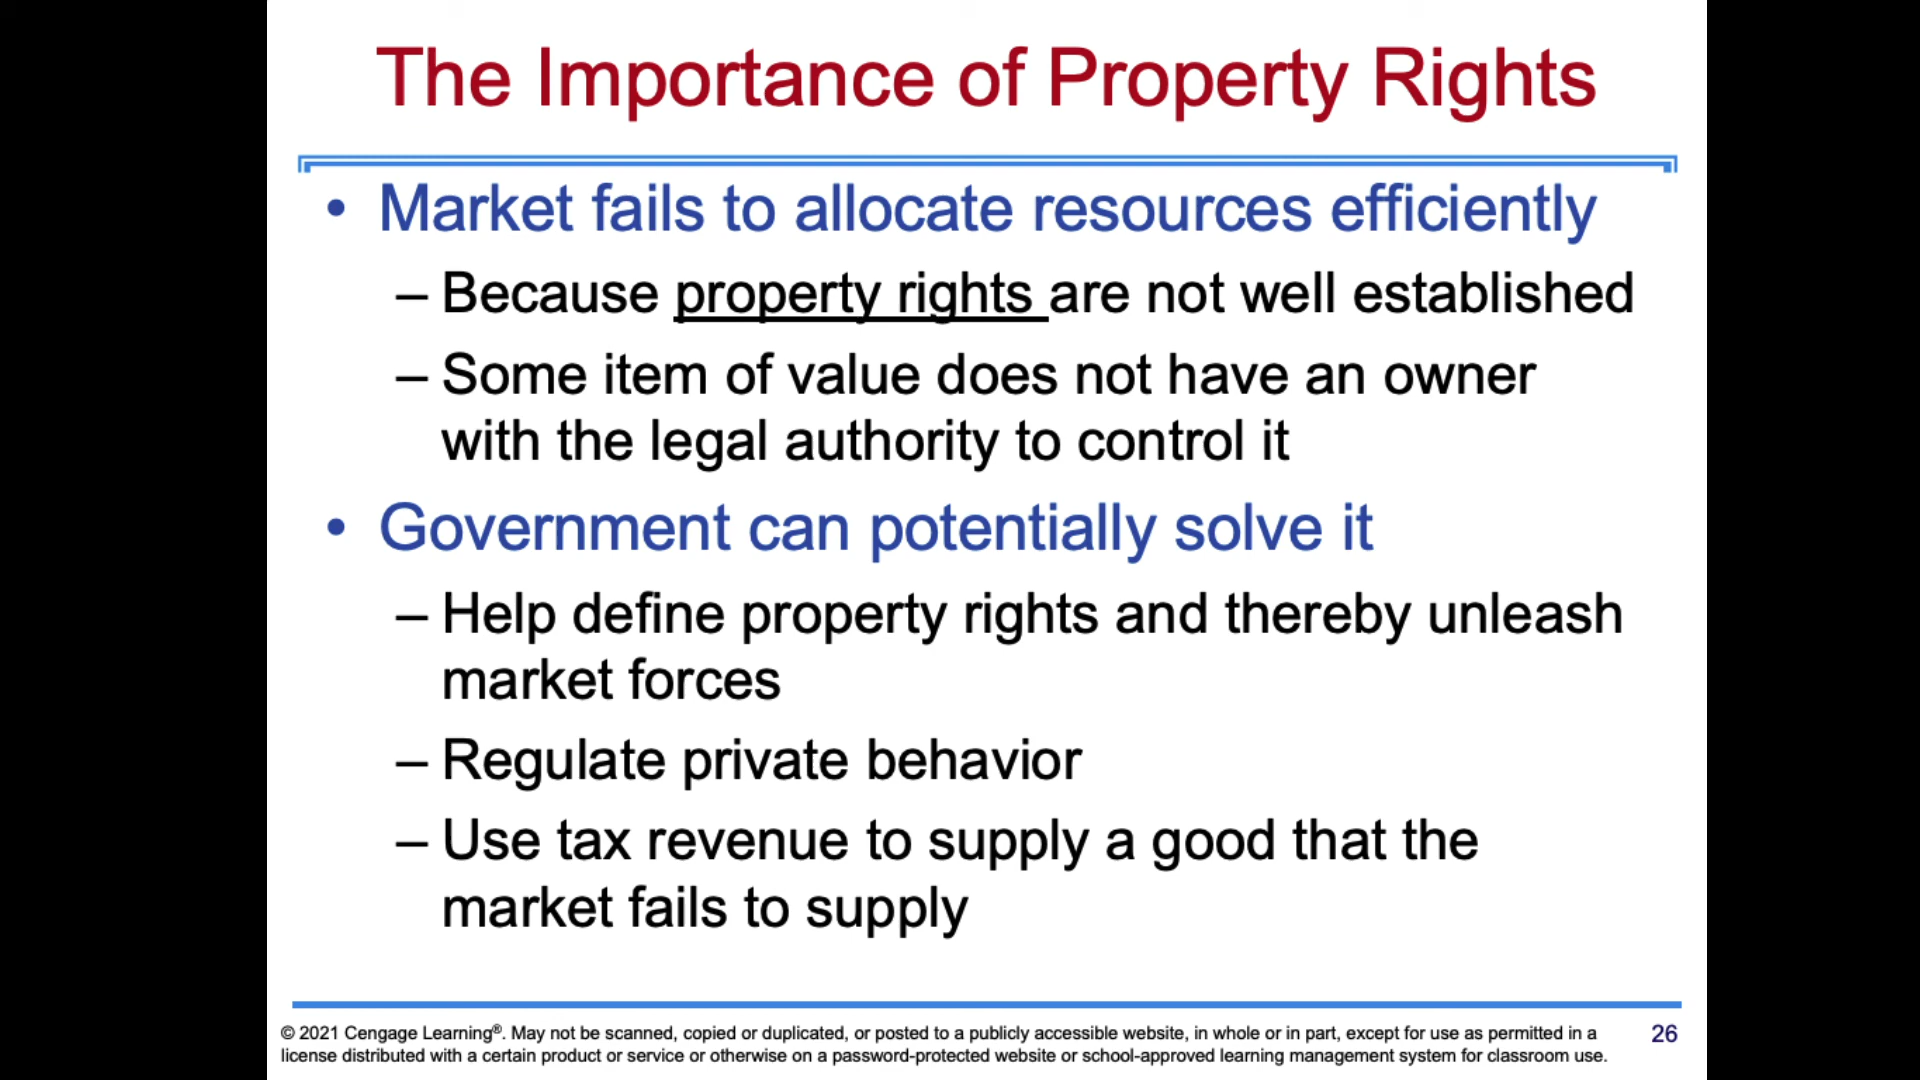 The Importance of Property Rights
• Market fails to allocate resources efficiently
– Because property rights are not well established
– Some item of value does not have an owner
with the legal authority to control it
• Government can potentially solve it
– Help define property rights and thereby unleash
market forces
– Regulate private behavior
– Use tax revenue to supply a good that the
market fails to supply
© 2021 Cengage Learning®. May not be scanned, copied or duplicated, or posted to a publicly accessible website, in whole or in part, except for use as permitted in a
license distributed with a certain product or service or otherwise on a password-protected website or school-approved learning management system for classroom use.
26